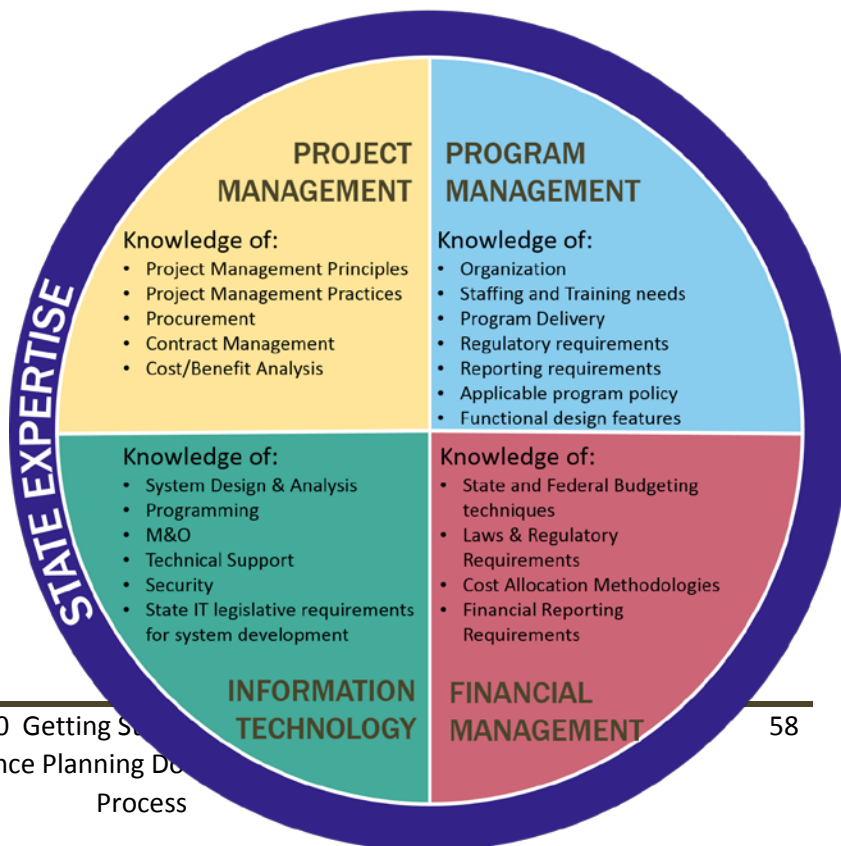 STATE EXPERTISE
PROJECT
MANAGEMENT
Knowledge of:
• Project Management Principles
• Project Management Practices
• Procurement
• Contract Management
• Cost/Benefit Analysis
PROGRAM
MANAGEMENT
Knowledge of:
• Organization
• Staffing and Training needs
• Program Delivery
• Regulatory requirements
• Reporting requirements
• Applicable program policy
• Functional design features
Knowledge of:
• System Design & Analysis
• Programming
• M&O
• Technical Support
• Security
• State IT legislative requirements
for system development
INFORMATION
TECHNOLOGY
Knowledge of:
• State and Federal Budgeting
techniques
• Laws & Regulatory
Requirements
• Cost Allocation Methodologies
• Financial Reporting
Requirements
FINANCIAL
MANAGEMENT
0 Getting
58
Planning
Process